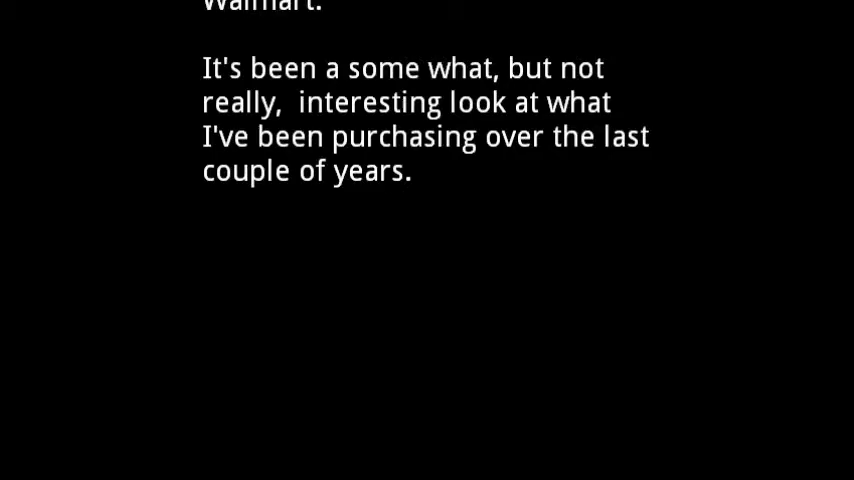 Walmart.
It's been a some what, but not
really,  interesting look at what
I've been purchasing over the last
couple of years.